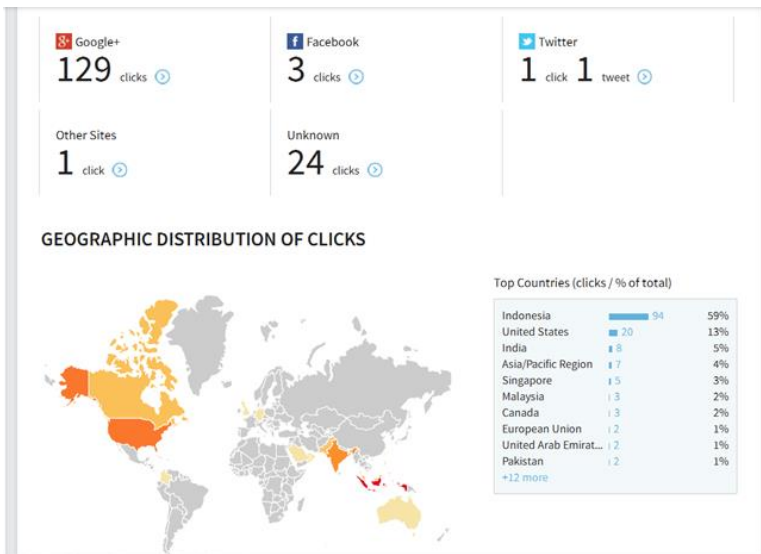 Google+
129 clicks
Facebook
3 clicks
Twitter
1 click 1 tweet
Other Sites
1 click
Unknown
24 clicks
GEOGRAPHIC DISTRIBUTION OF CLICKS
Top Countries (clicks / % of total)
Indonesia 94 59%
United States 20 13%
India 8 5%
Asia/Pacific Region 7 4%
Singapore 5 3%
Malaysia 3 2%
Canada 3 2%
European Union 2 1%
United Arab Emirat... 2 1%
Pakistan 2 1%
+12 more